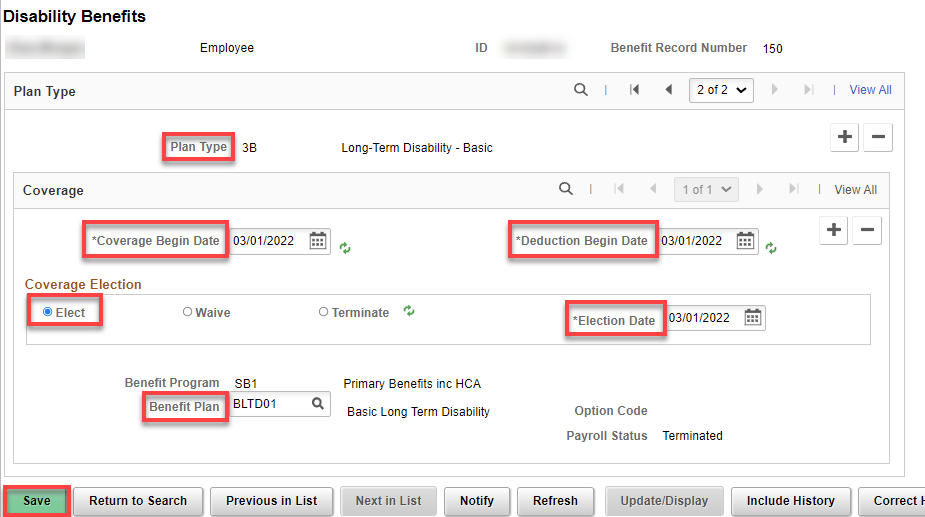 Disability Benefits
Employee ID Benefit Record Number 150
Plan Type 2 of 2 View All
Plan Type 3B Long-Term Disability - Basic
Coverage 1 of 1 View All
*Coverage Begin Date 03/01/2022 *Deduction Begin Date 03/01/2022
Coverage Election
Elect Waive Terminate *Election Date 03/01/2022
Benefit Program SB1 Primary Benefits inc HCA
Benefit Plan BLTD01 Basic Long Term Disability Option Code
Payroll Status Terminated
Save Return to Search Previous in List Next in List Notify Refresh Update/Display Include History Correct